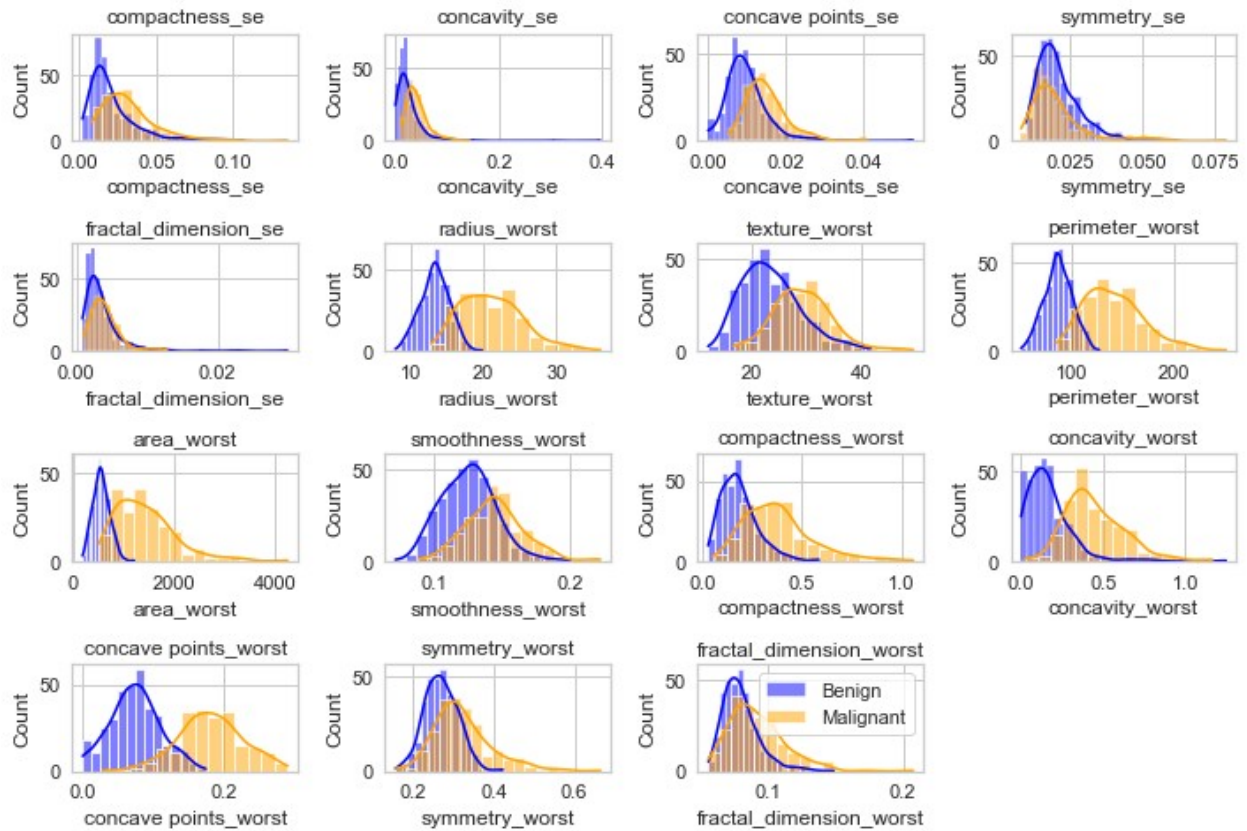 compactness_se concavity_se concave points_se symmetry_se
Count 50 0 Count 50 0 Count 50 0 Count 50 0
0.00 0.05 0.10 0.0 0.2 0.4 0.00 0.02 0.04 0.025 0.050 0.075
compactness_se concavity_se concave points_se symmetry_se
fractal_dimension_se radius_worst texture_worst perimeter_worst
Count 50 0 Count 50 0 Count 50 0 Count 50 0
0.00 0.02 10 20 30 20 40 100 200
fractal_dimension_se radius_worst texture_worst perimeter_worst
area_worst smoothness_worst compactness_worst concavity_worst
Count 50 0 Count 50 0 Count 50 0 Count 50 0
0 2000 4000 0.1 0.2 0.0 0.5 1.0 0.0 0.5 1.0
area_worst smoothness_worst compactness_worst concavity_worst
concave points_worst symmetry_worst fractal_dimension_worst
Count 50 0 Count 50 0 Count 50 0
Benign
Malignant
0.0 0.2 0.2 0.4 0.6 0.1 0.2
concave points_worst symmetry_worst fractal_dimension_worst